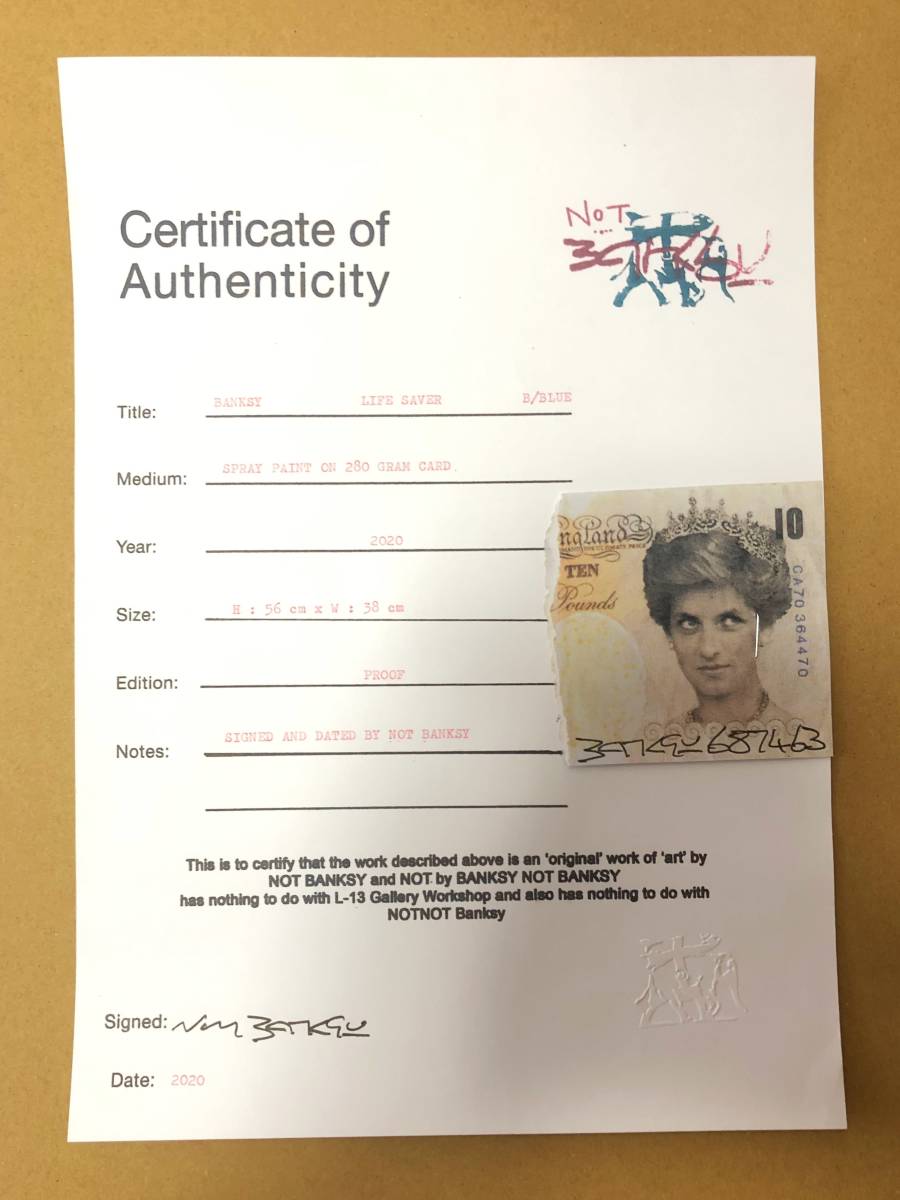 Certificate of
Authenticity
NOT
Title: BANKSY LIFE SAVER B/BLUE
Medium: SPRAY PAINT ON 280 GRAM CARD.
Year: 2020
Size: H : 56 cm x W : 38 cm
Edition: PROOF
Notes: SIGNED AND DATED BY NOT BANKSY
ngland
10
TEN
Pounds
CA70 364470
687463
This is to certify that the work described above is an 'original' work of 'art' by
NOT BANKSY and NOT by BANKSY NOT BANKSY
has nothing to do with L-13 Gallery Workshop and also has nothing to do with
NOTNOT Banksy
Signed:
Date: 2020